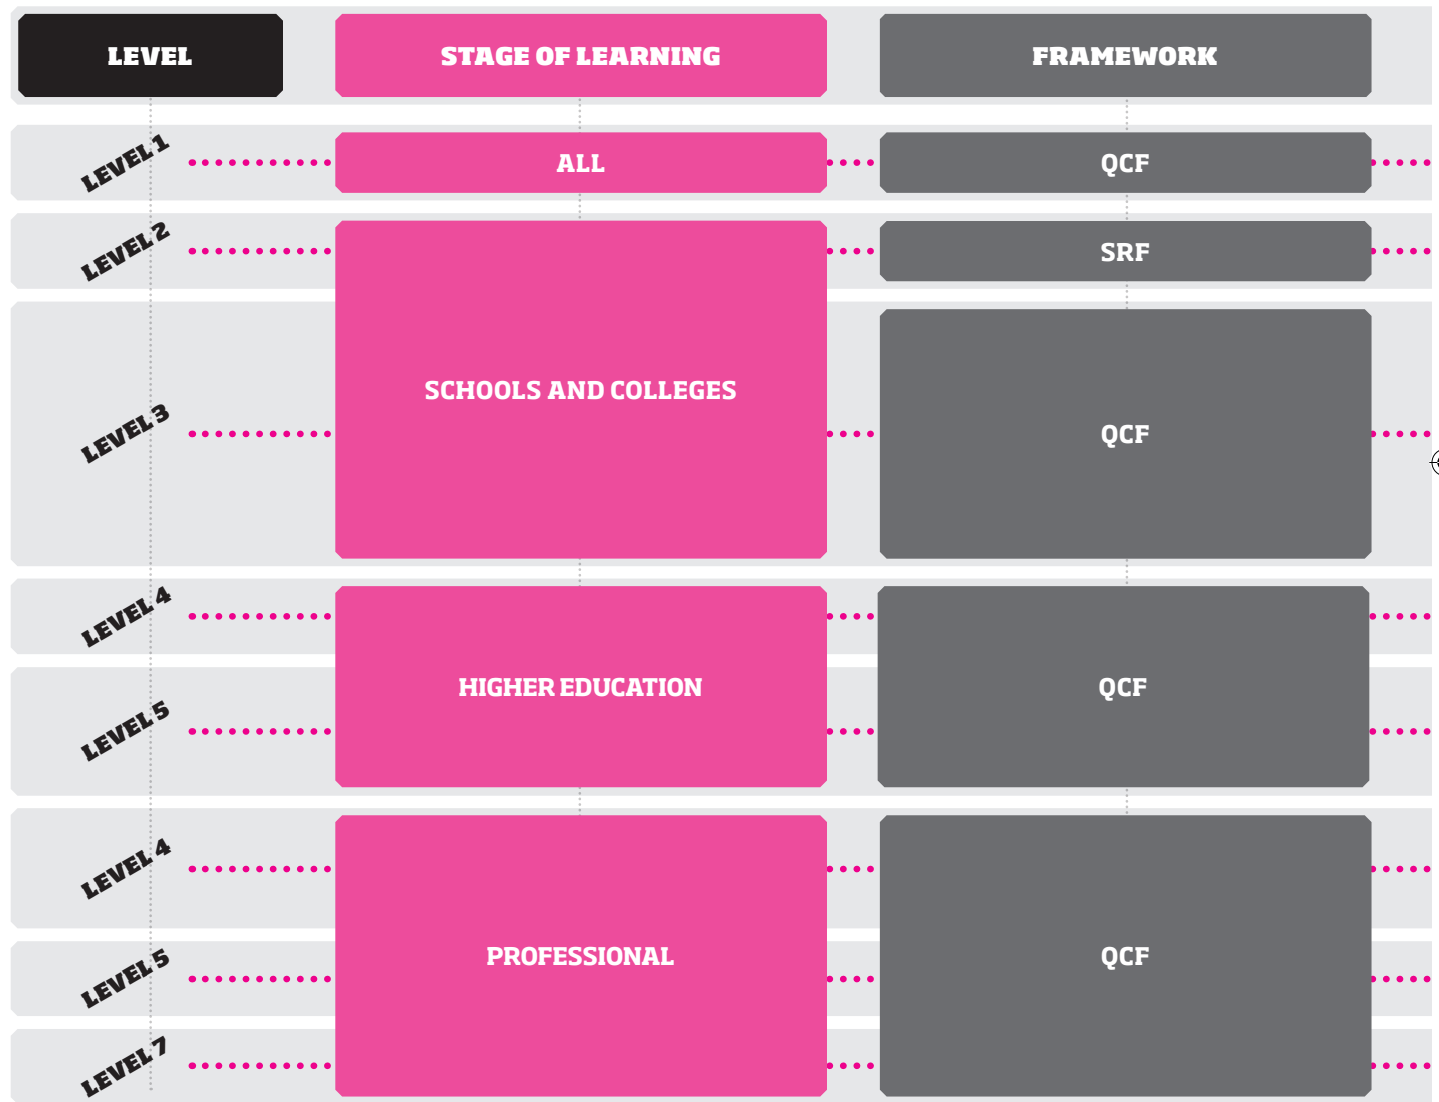 LEVEL
STAGE OF LEARNING
FRAMEWORK
LEVEL 1
ALL
QCF
LEVEL 2
SRF
SCHOOLS AND COLLEGES
LEVEL 3
QCF
LEVEL 4
HIGHER EDUCATION
QCF
LEVEL 5
LEVEL 4
PROFESSIONAL
QCF
LEVEL 5
LEVEL 7